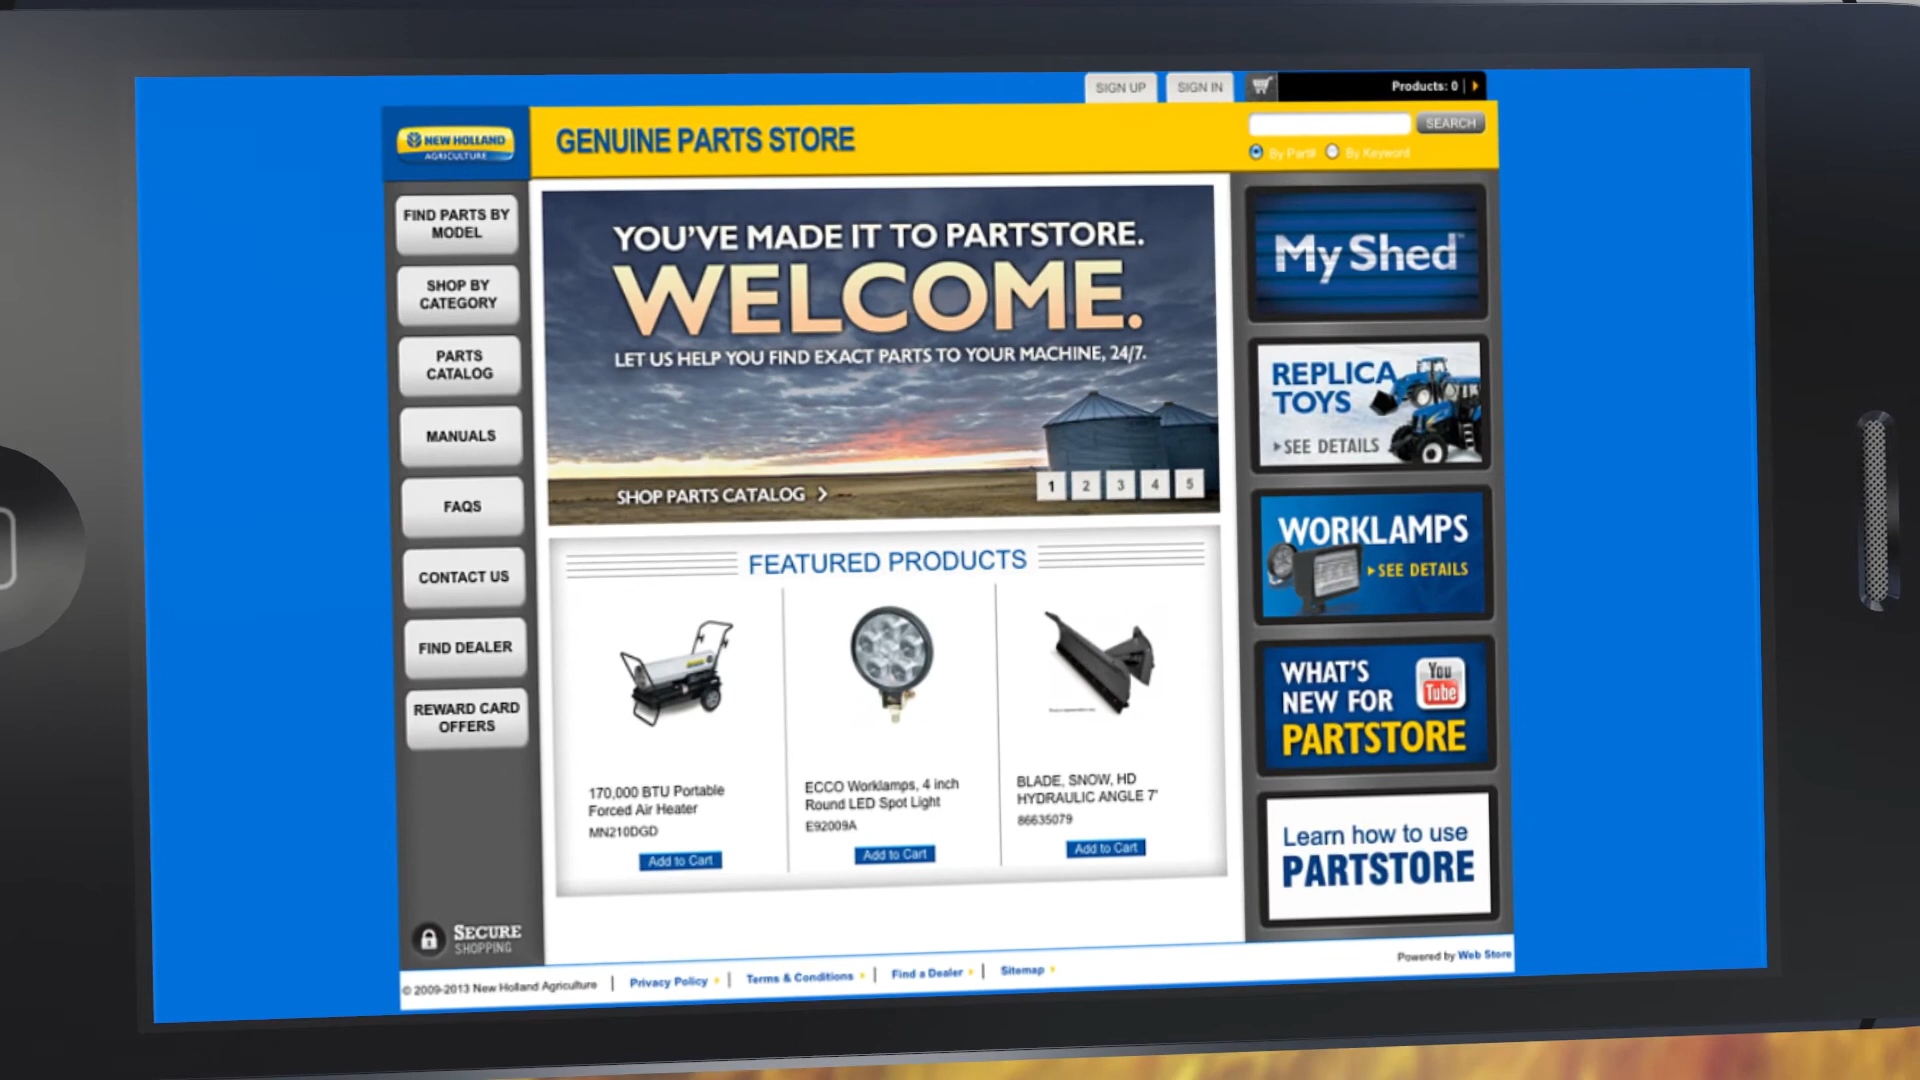 SIGN UP
SIGN IN
Products: 0
NEW HOLLAND
AGRICULTURE
GENUINE PARTS STORE
SEARCH
By Part#
By Keyword
FIND PARTS BY
MODEL
SHOP BY
CATEGORY
PARTS
CATALOG
MANUALS
FAQS
CONTACT US
FIND DEALER
REWARD CARD
OFFERS
SECURE
SHOPPING
YOU'VE MADE IT TO PARTSTORE.
WELCOME.
LET US HELP YOU FIND EXACT PARTS TO YOUR MACHINE, 24/7.
SHOP PARTS CATALOG
1 2 3 4 5
FEATURED PRODUCTS
170,000 BTU Portable
Forced Air Heater
MN210DGD
Add to Cart
ECCO Worklamps, 4 inch
Round LED Spot Light
E92009A
Add to Cart
BLADE, SNOW, HD
HYDRAULIC ANGLE 7'
86635079
Add to Cart
My Shed™
REPLICA
TOYS
SEE DETAILS
WORKLAMPS
SEE DETAILS
WHAT'S
NEW FOR
PARTSTORE
You
Tube
Learn how to use
PARTSTORE
© 2009-2013 New Holland Agriculture | Privacy Policy | Terms & Conditions | Find a Dealer | Sitemap
Powered by Web Store